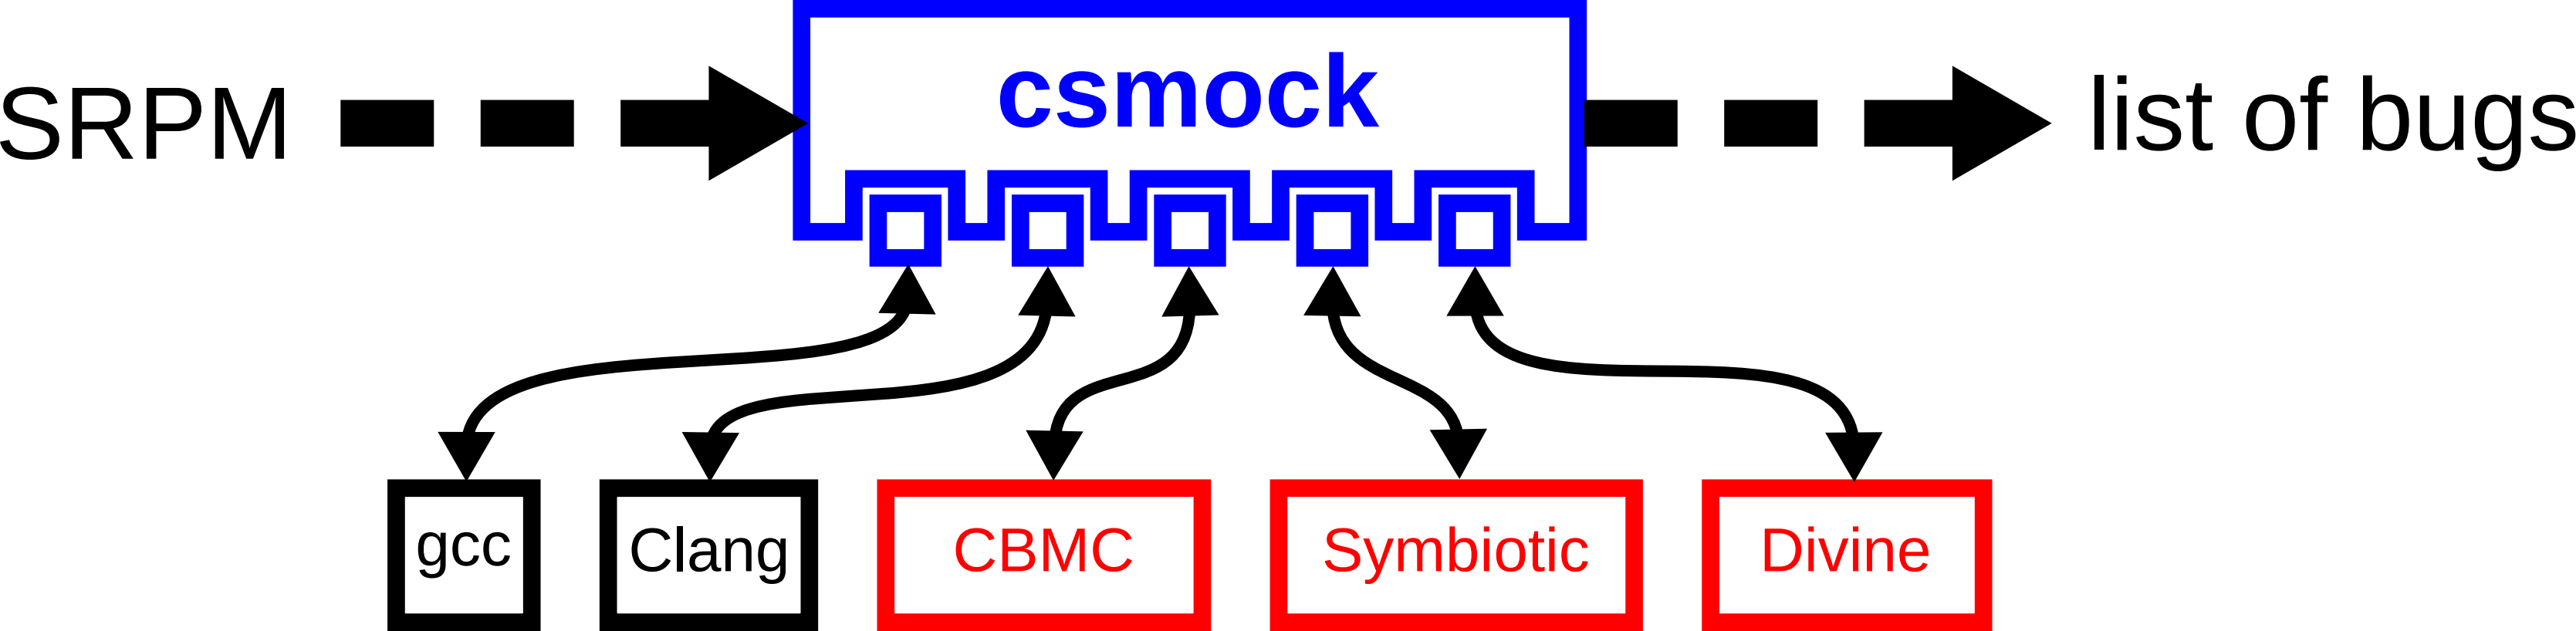 SRPM
csmock
list of bugs
gcc
Clang
CBMC
Symbiotic
Divine